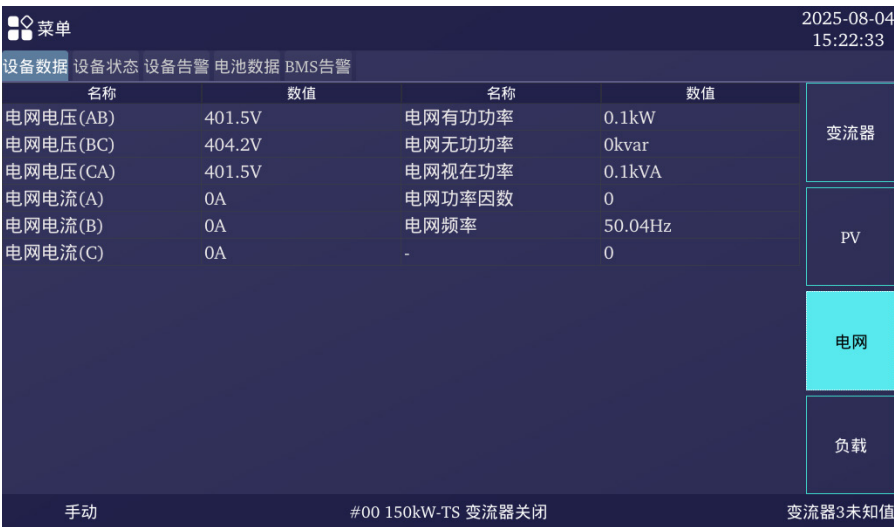 菜单
2025-08-04
15:22:33
设备数据 设备状态 设备告警 电池数据 BMS告警
名称 数值 名称 数值
电网电压(AB) 401.5V 电网有功功率 0.1kW
电网电压(BC) 404.2V 电网无功功率 0kvar
电网电压(CA) 401.5V 电网视在功率 0.1kVA
电网电流(A) 0A 电网功率因数 0
电网电流(B) 0A 电网频率 50.04Hz
电网电流(C) 0A - 0
变流器
PV
电网
负载
手动 #00 150kW-TS 变流器关闭 变流器3未知值